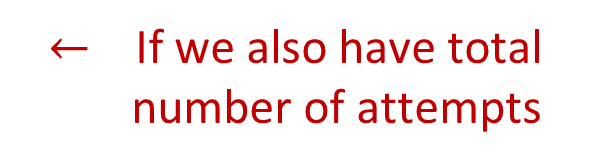 ← If we also have total
number of attempts